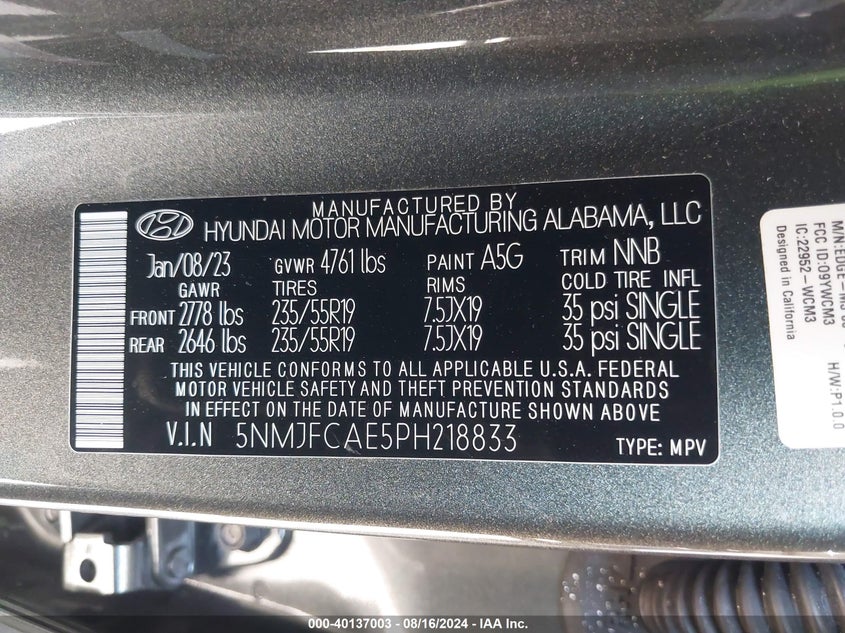 MANUFACTURED BY
HYUNDAI MOTOR MANUFACTURING ALABAMA, LLC
Jan/08/23 GVWR 4761 lbs PAINT A5G TRIM NNB
GAWR TIRES RIMS COLD TIRE INFL
FRONT 2778 lbs 235/55R19 7.5JX19 35 psi SINGLE
REAR 2646 lbs 235/55R19 7.5JX19 35 psi SINGLE
THIS VEHICLE CONFORMS TO ALL APPLICABLE U.S.A. FEDERAL
MOTOR VEHICLE SAFETY AND THEFT PREVENTION STANDARDS
IN EFFECT ON THE DATE OF MANUFACTURE SHOWN ABOVE
V.I.N 5NMJFCAE5PH218833 TYPE: MPV
FCC ID:O9YWCM3
IC:22952-WCM3
Designed in California
H/W:P1.0.0
000-40137003 - 08/16/2024 - IAA Inc.